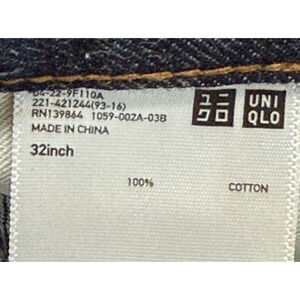 04-22-9F110A
221-421244(93-16)
RN139864 1059-002A-03B
MADE IN CHINA
32inch
100% COTTON
ユニ
クロ
UNI
QLO